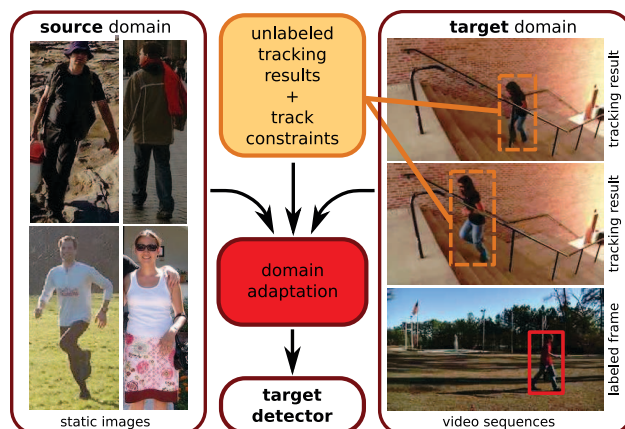 source domain
static images
unlabeled
tracking
results
+
track
constraints
domain
adaptation
target
detector
target domain
tracking result
tracking result
labeled frame
video sequences